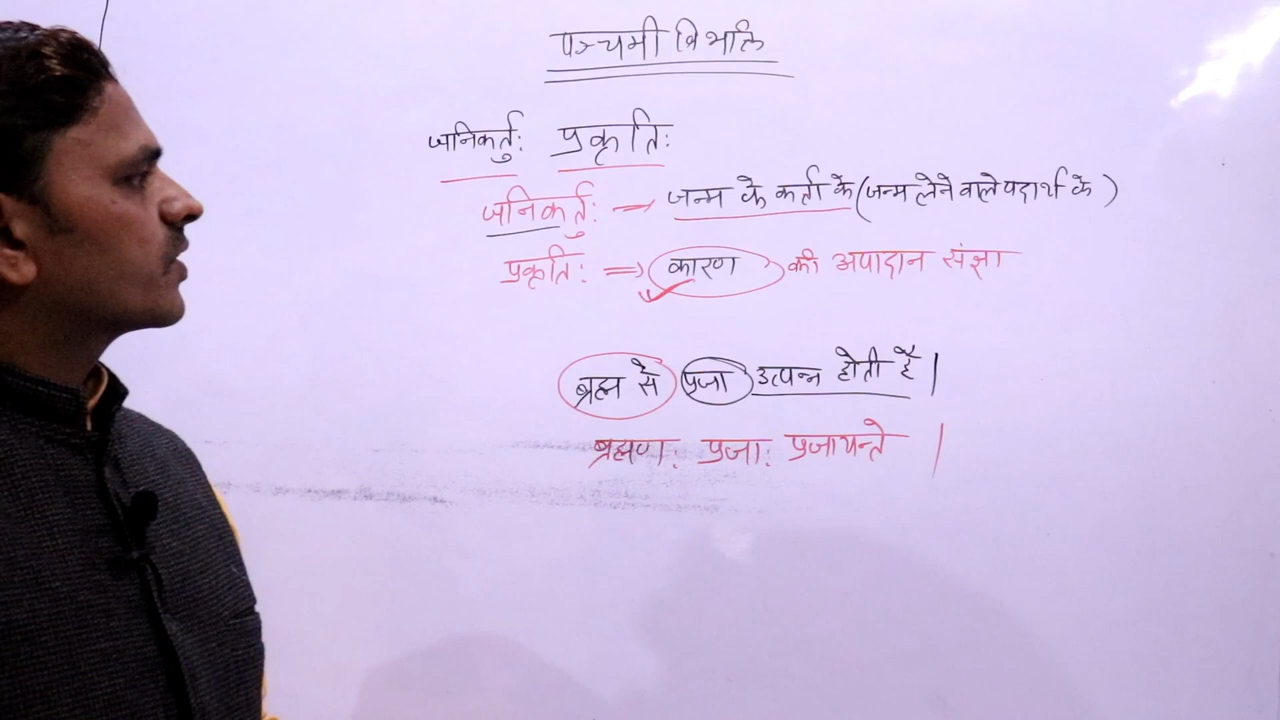 पञ्चमी विभक्ति
जनिकर्तुः प्रकृतिः
जनिकर्तुः → जन्म के कर्ता के (जन्म लेने वाले पदार्थ के)
प्रकृतिः ⇒ कारण की अपादान संज्ञा
ब्रह्म से प्रजा उत्पन्न होती है |
ब्रह्मणः प्रजाः प्रजायन्ते |